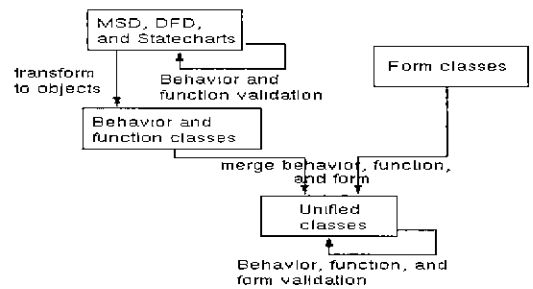 MSD, DFD,
and Statecharts
transform
to objects
Behavior and
function validation
Form classes
Behavior and
function classes
merge behavior, function,
and form
Unified
classes
Behavior, function, and
form validation